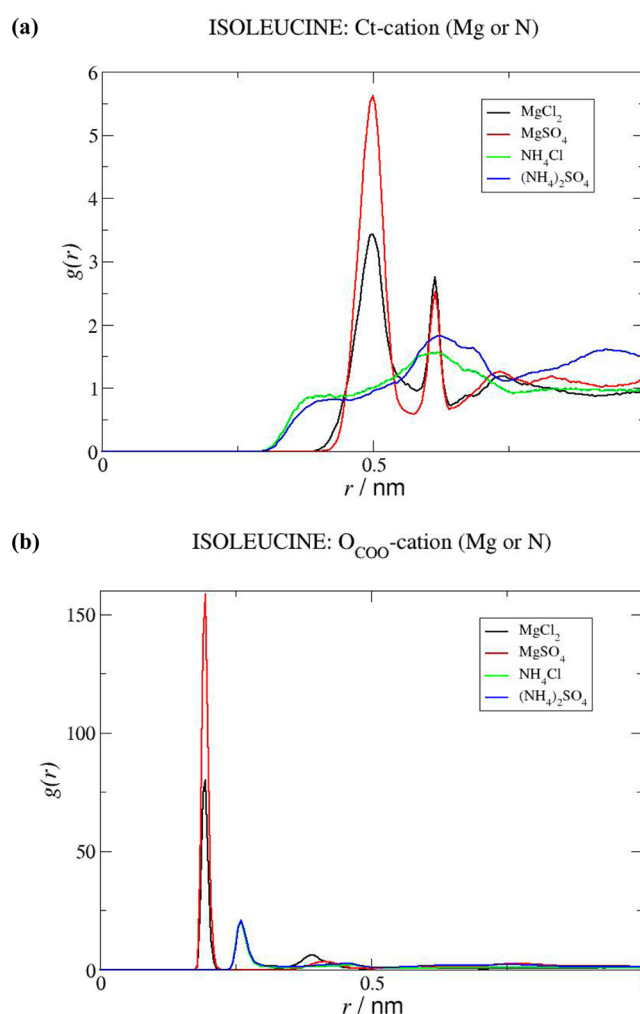 (a)
ISOLEUCINE: Ct-cation (Mg or N)
6
5
4
3
2
1
0
g(r)
MgCl₂
MgSO₄
NH₄Cl
(NH₄)₂SO₄
0
0.5
r / nm
(b)
ISOLEUCINE: O_COO-cation (Mg or N)
150
100
50
0
g(r)
MgCl₂
MgSO₄
NH₄Cl
(NH₄)₂SO₄
0
0.5
r / nm